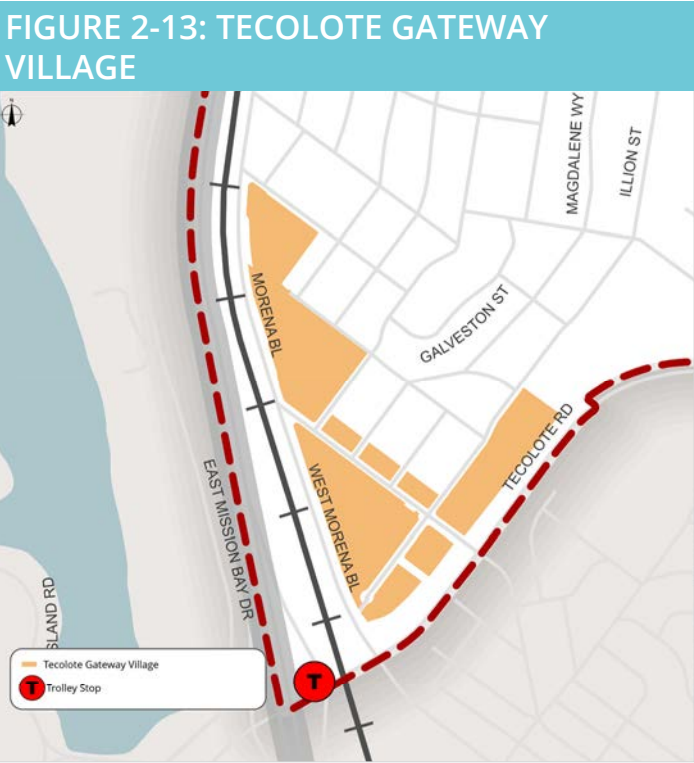 FIGURE 2-13: TECOLOTE GATEWAY
VILLAGE
N
MAGDALENE WY
ILLION ST
MORENA BL
GALVESTON ST
TECOLOTE RD
WEST MORENA BL
EAST MISSION BAY DR
SLAND RD
Tecolote Gateway Village
T
Trolley Stop
T